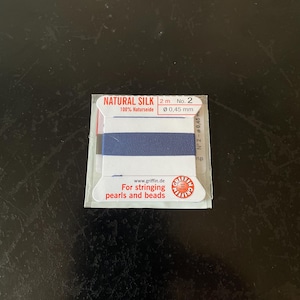 NATURAL SILK
100% Naturseide
2 m No. 2
ø 0,45 mm
www.griffin.de
For stringing
pearls and beads